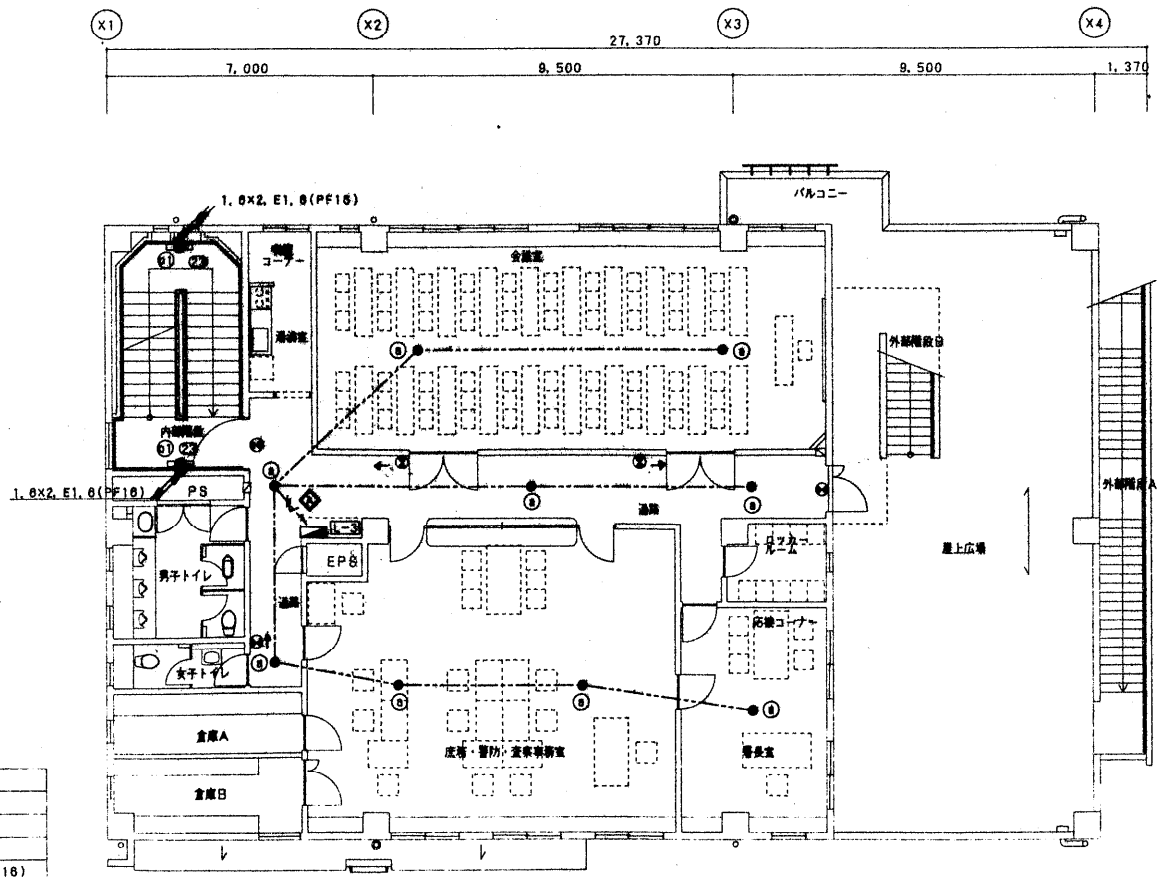 X1
X2
X3
X4
27,370
7,000
9,500
9,500
1,370
バルコニー
1.6X2, E1.6(PF16)
コーナー
会議室
湯沸室
外部階段B
内部階段
1.6X2, E1.6(PF16)
PS
通路
外部階段A
L-3
EPS
ロッカー
ルーム
屋上広場
男子トイレ
通路
応接コーナー
女子トイレ
倉庫A
庶務・警防・査察事務室
署長室
倉庫B
16)